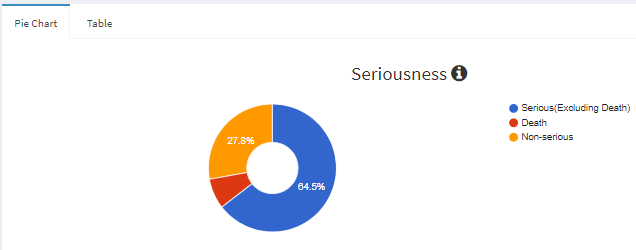 Pie Chart
Table
Seriousness
Serious(Excluding Death)
Death
Non-serious
27.8%
64.5%